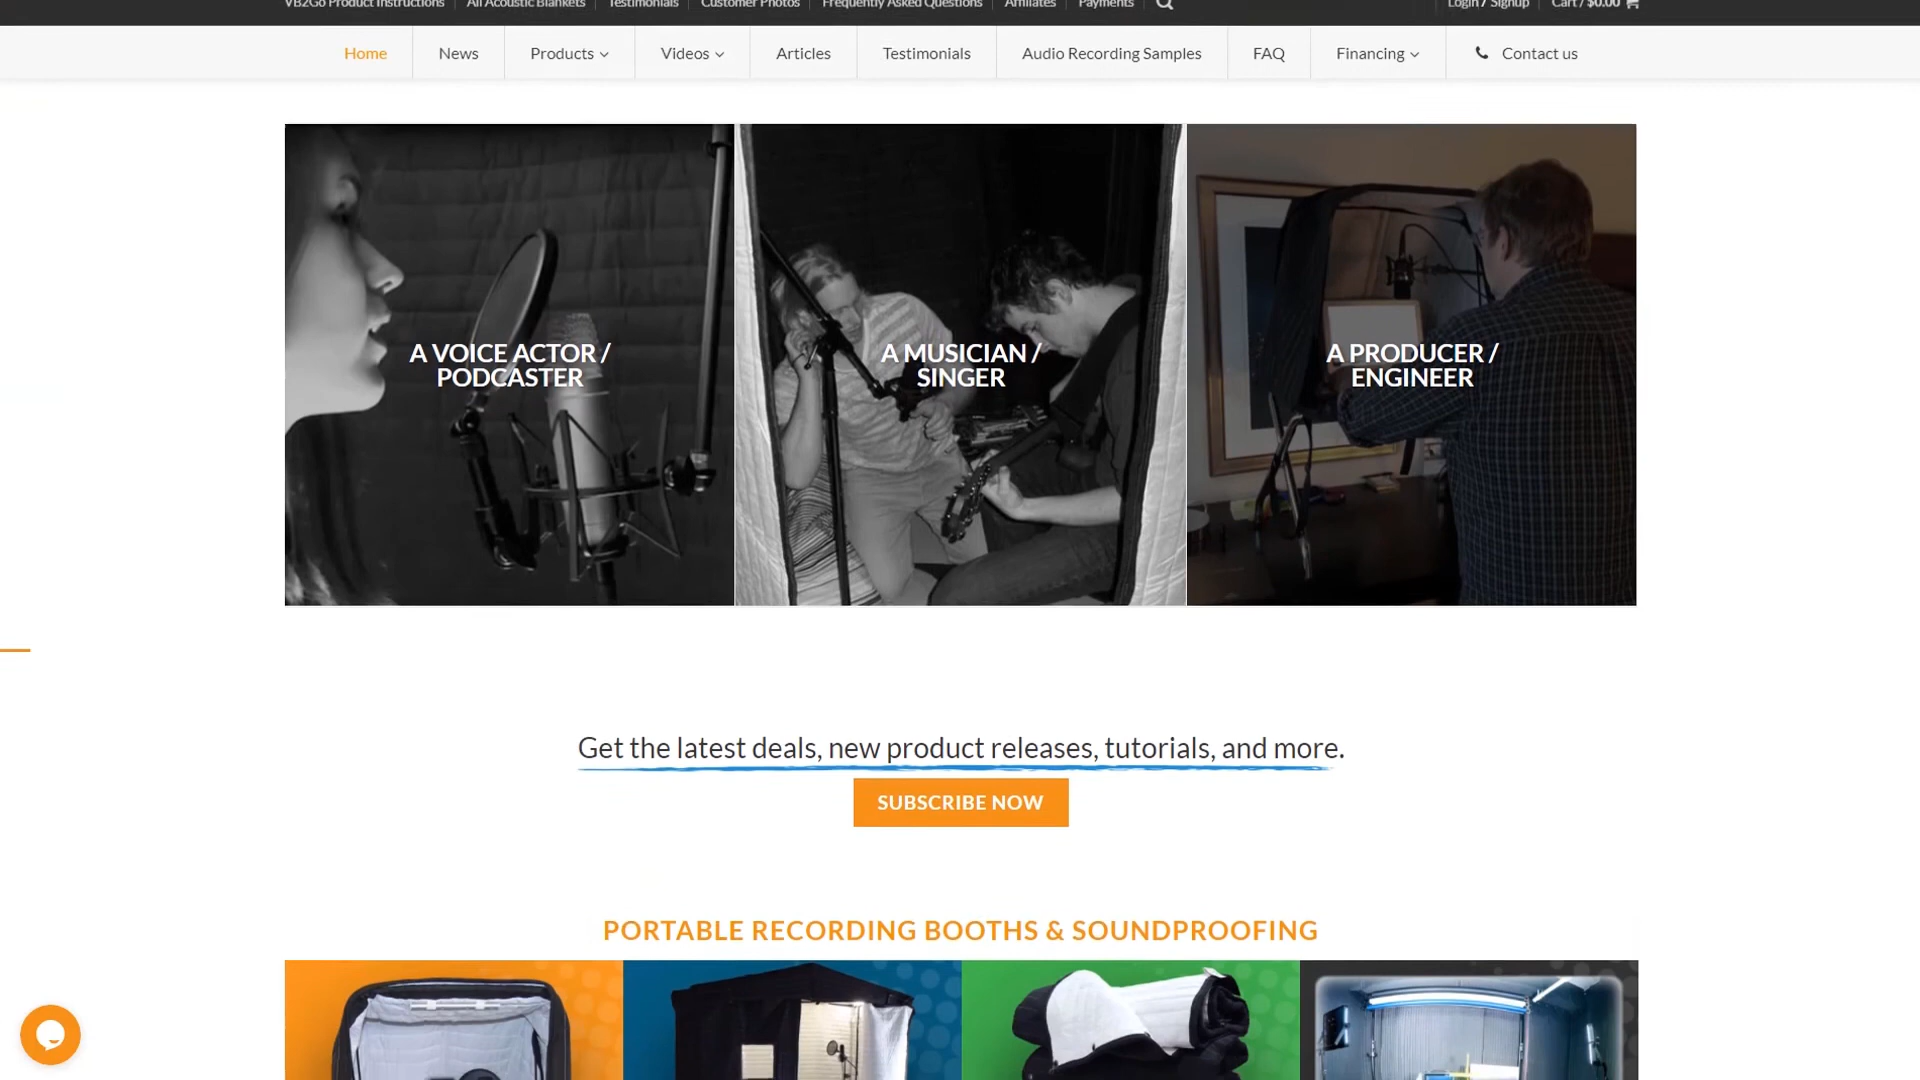 VB2Go Product Instructions All Acoustic Blankets Testimonials Customer Photos Frequently Asked Questions Affiliates Payments Login / Signup Cart / $0.00
Home News Products Videos Articles Testimonials Audio Recording Samples FAQ Financing Contact us
A VOICE ACTOR /
PODCASTER
A MUSICIAN /
SINGER
A PRODUCER /
ENGINEER
Get the latest deals, new product releases, tutorials, and more.
SUBSCRIBE NOW
PORTABLE RECORDING BOOTHS & SOUNDPROOFING